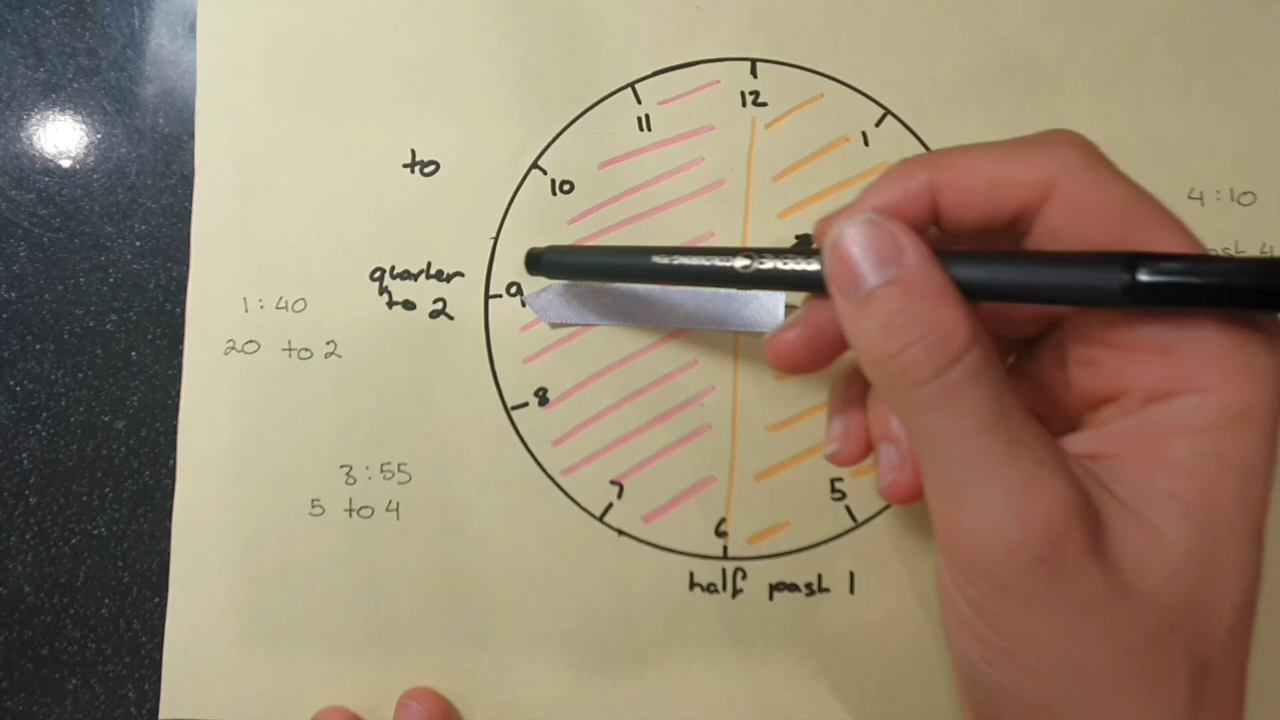 12
11
1
10
to
4:10
4
9
quarter
to 2
1:40
20 to 2
8
3:55
5 to 4
7
5
6
half past 1